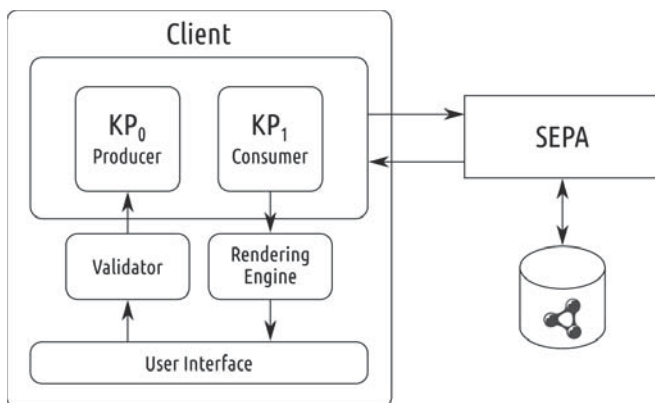 Client
KP0
Producer
KP1
Consumer
SEPA
Validator
Rendering
Engine
User Interface